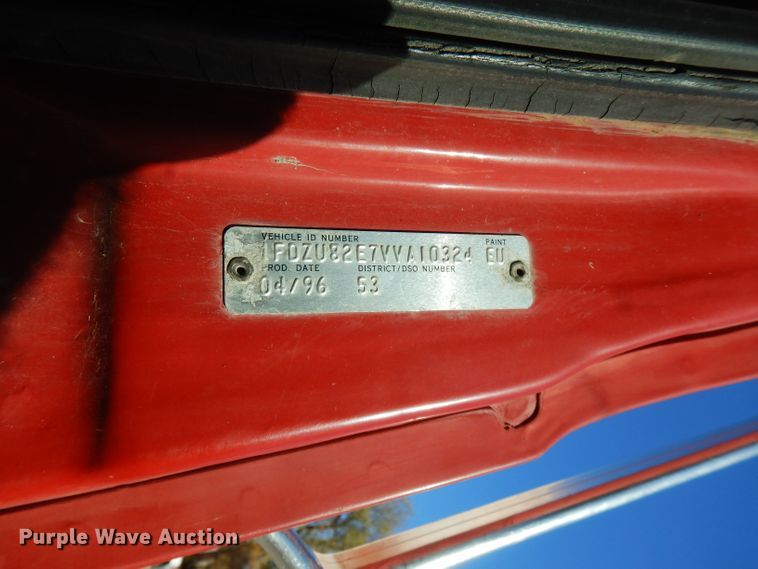 VEHICLE ID NUMBER PAINT
1FDZU82E7VVA10324 EU
PROD. DATE DISTRICT/DSO NUMBER
04/96 53
Purple Wave Auction